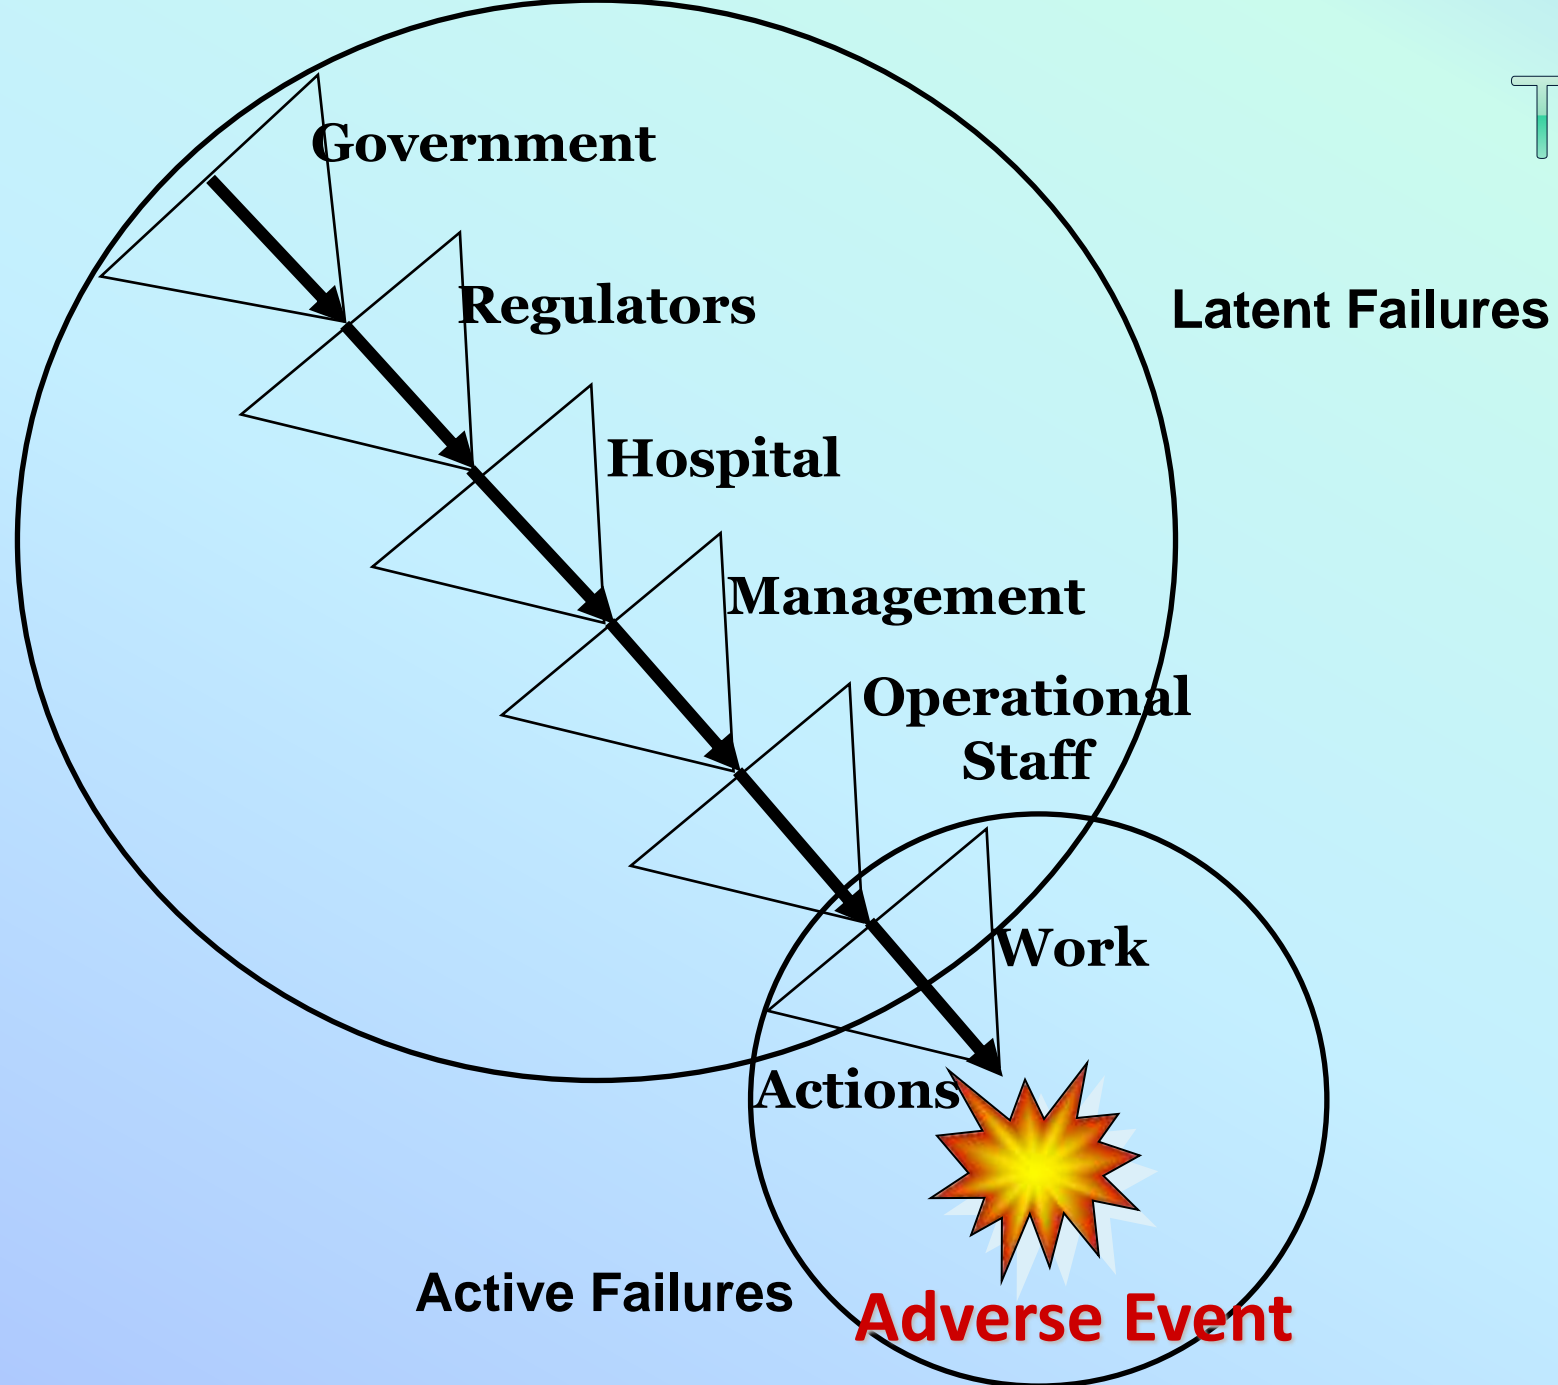 T
Government
Regulators
Latent Failures
Hospital
Management
Operational
Staff
Work
Actions
Active Failures
Adverse Event